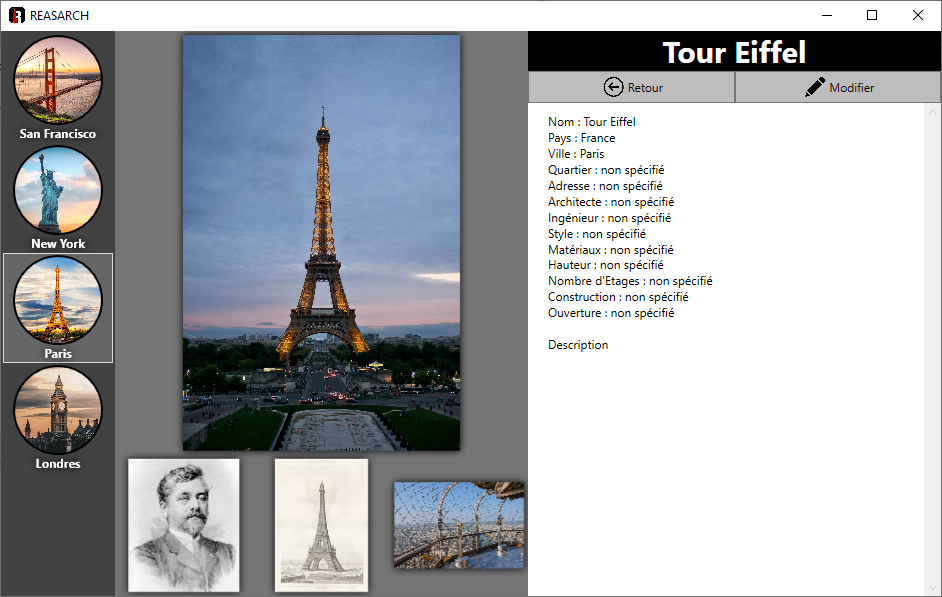 REASARCH
San Francisco
New York
Paris
Londres
Tour Eiffel
Retour
Modifier
Nom : Tour Eiffel
Pays : France
Ville : Paris
Quartier : non spécifié
Adresse : non spécifié
Architecte : non spécifié
Ingénieur : non spécifié
Style : non spécifié
Matériaux : non spécifié
Hauteur : non spécifié
Nombre d'Etages : non spécifié
Construction : non spécifié
Ouverture : non spécifié
Description